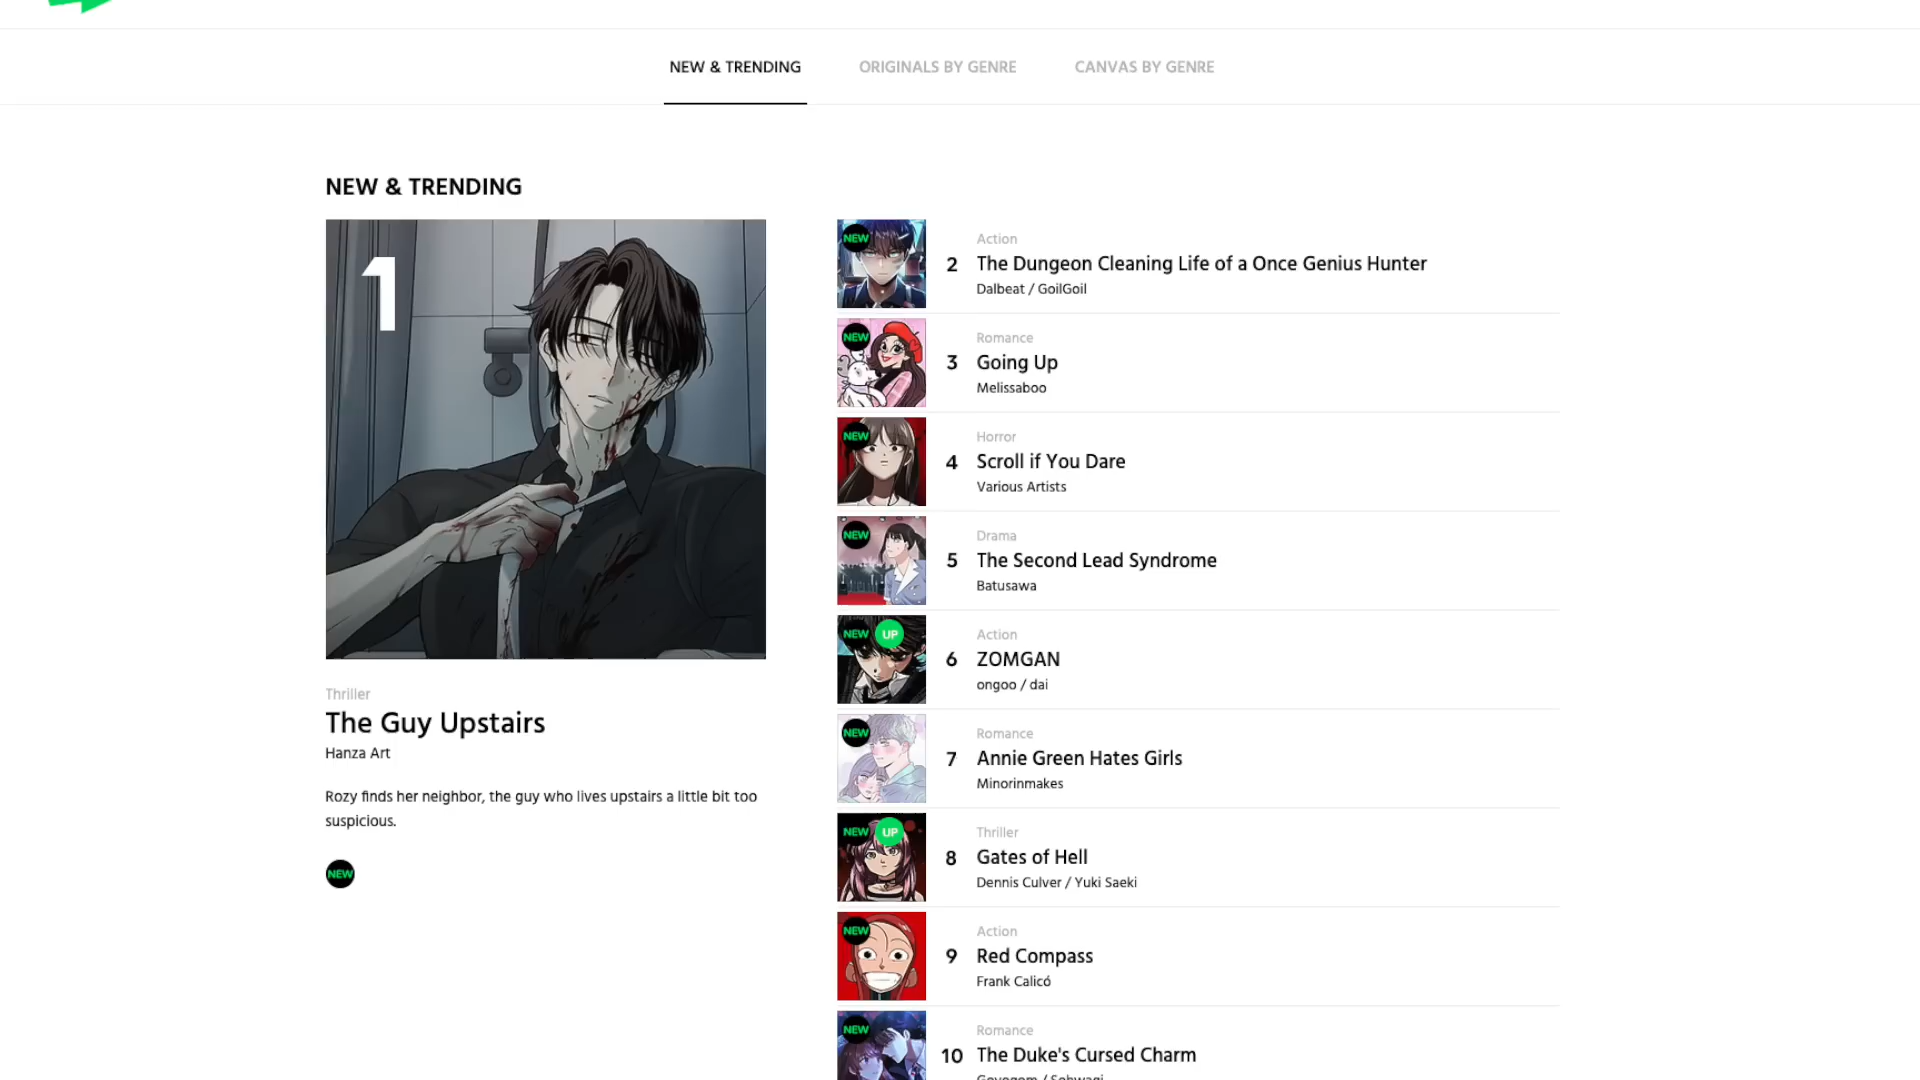 NEW & TRENDING
ORIGINALS BY GENRE
CANVAS BY GENRE
NEW & TRENDING
1
Thriller
The Guy Upstairs
Hanza Art
Rozy finds her neighbor, the guy who lives upstairs a little bit too
suspicious.
NEW
NEW
2
Action
The Dungeon Cleaning Life of a Once Genius Hunter
Dalbeat / GoilGoil
NEW
3
Romance
Going Up
Melissaboo
NEW
4
Horror
Scroll if You Dare
Various Artists
NEW
5
Drama
The Second Lead Syndrome
Batusawa
NEW UP
6
Action
ZOMGAN
ongoo / dai
NEW
7
Romance
Annie Green Hates Girls
Minorinmakes
NEW UP
8
Thriller
Gates of Hell
Dennis Culver / Yuki Saeki
NEW
9
Action
Red Compass
Frank Calicó
NEW
10
Romance
The Duke's Cursed Charm